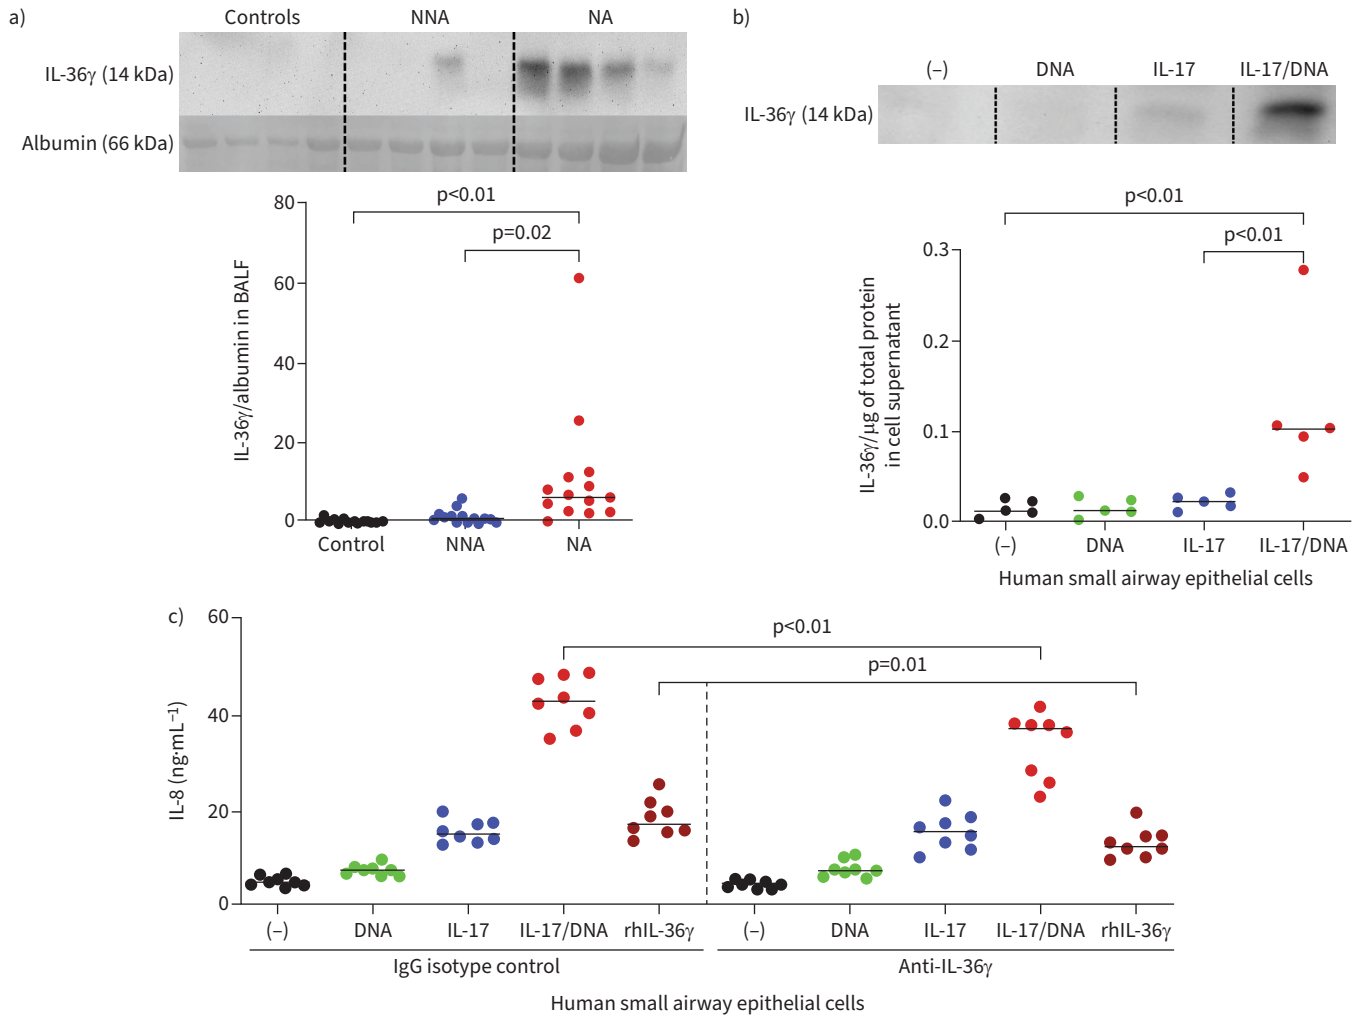 a)
Controls NNA NA
IL-36γ (14 kDa)
Albumin (66 kDa)
80
60
40
20
0
IL-36γ/albumin in BALF
p<0.01
p=0.02
Control NNA NA
b)
(–) DNA IL-17 IL-17/DNA
IL-36γ (14 kDa)
0.3
0.2
0.1
0.0
IL-36γ/μg of total protein
in cell supernatant
p<0.01
p<0.01
(–) DNA IL-17 IL-17/DNA
Human small airway epithelial cells
c)
60
40
20
0
IL-8 (ng·mL⁻¹)
p<0.01
p=0.01
(–) DNA IL-17 IL-17/DNA rhIL-36γ (–) DNA IL-17 IL-17/DNA rhIL-36γ
IgG isotype control Anti-IL-36γ
Human small airway epithelial cells